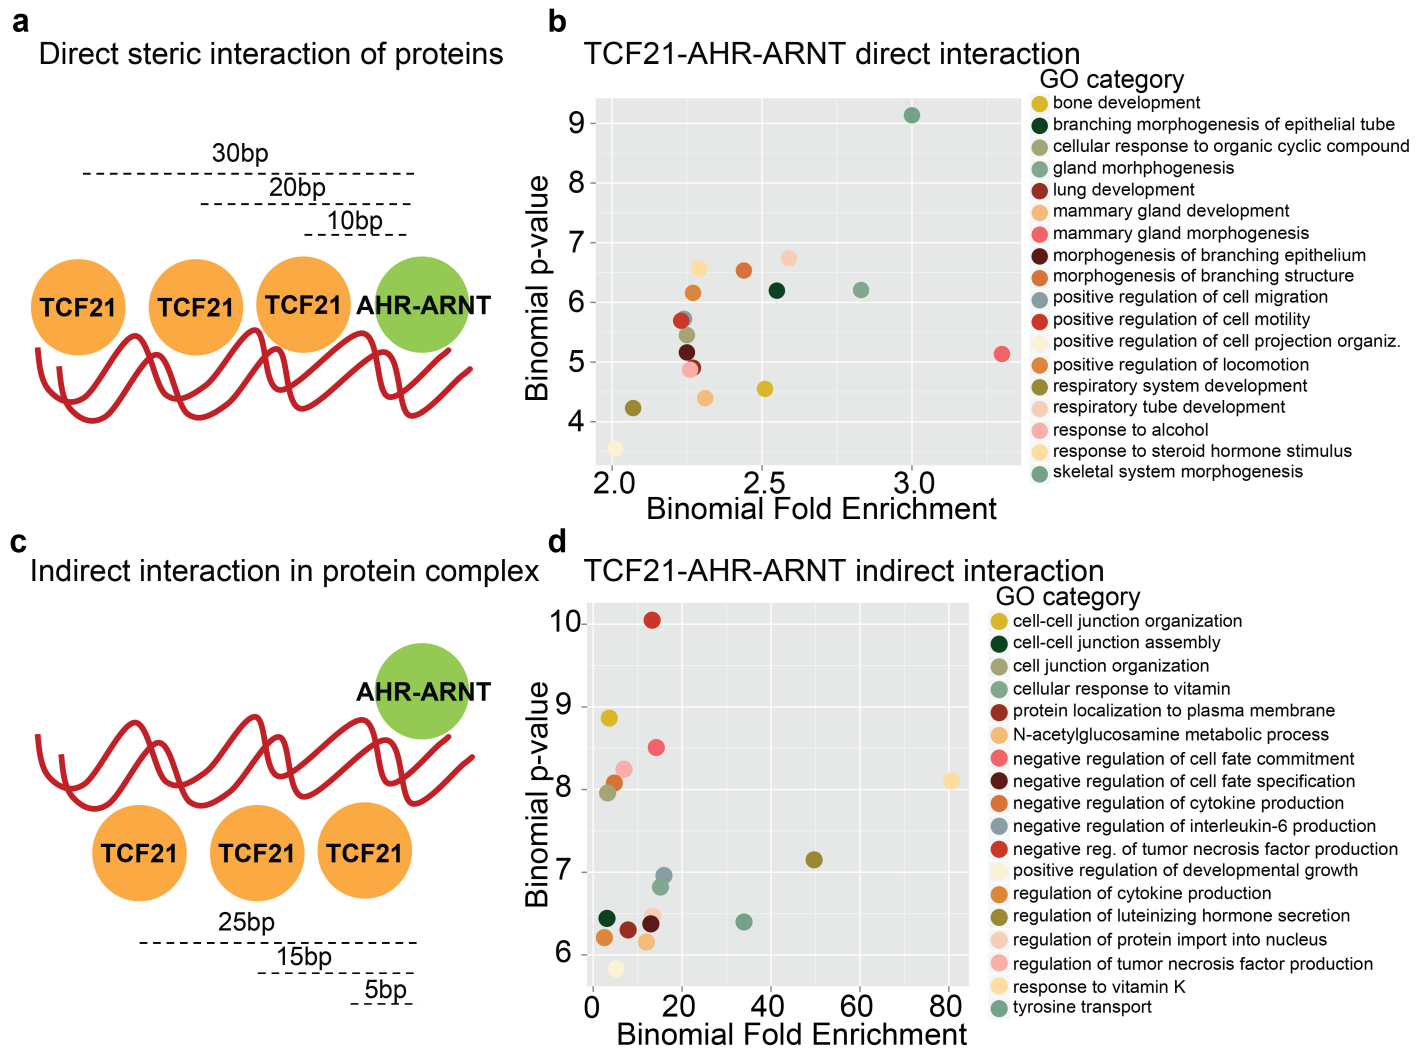 a
Direct steric interaction of proteins
30bp
20bp
10bp
TCF21
TCF21
TCF21
AHR-ARNT
b
TCF21-AHR-ARNT direct interaction
GO category
bone development
branching morphogenesis of epithelial tube
cellular response to organic cyclic compound
gland morhphogenesis
lung development
mammary gland development
mammary gland morphogenesis
morphogenesis of branching epithelium
morphogenesis of branching structure
positive regulation of cell migration
positive regulation of cell motility
positive regulation of cell projection organiz.
positive regulation of locomotion
respiratory system development
respiratory tube development
response to alcohol
response to steroid hormone stimulus
skeletal system morphogenesis
Binomial p-value
9
8
7
6
5
4
2.0
2.5
3.0
Binomial Fold Enrichment
c
Indirect interaction in protein complex
AHR-ARNT
TCF21
TCF21
TCF21
25bp
15bp
5bp
d
TCF21-AHR-ARNT indirect interaction
GO category
cell-cell junction organization
cell-cell junction assembly
cell junction organization
cellular response to vitamin
protein localization to plasma membrane
N-acetylglucosamine metabolic process
negative regulation of cell fate commitment
negative regulation of cell fate specification
negative regulation of cytokine production
negative regulation of interleukin-6 production
negative reg. of tumor necrosis factor production
positive regulation of developmental growth
regulation of cytokine production
regulation of luteinizing hormone secretion
regulation of protein import into nucleus
regulation of tumor necrosis factor production
response to vitamin K
tyrosine transport
Binomial p-value
10
9
8
7
6
0
20
40
60
80
Binomial Fold Enrichment